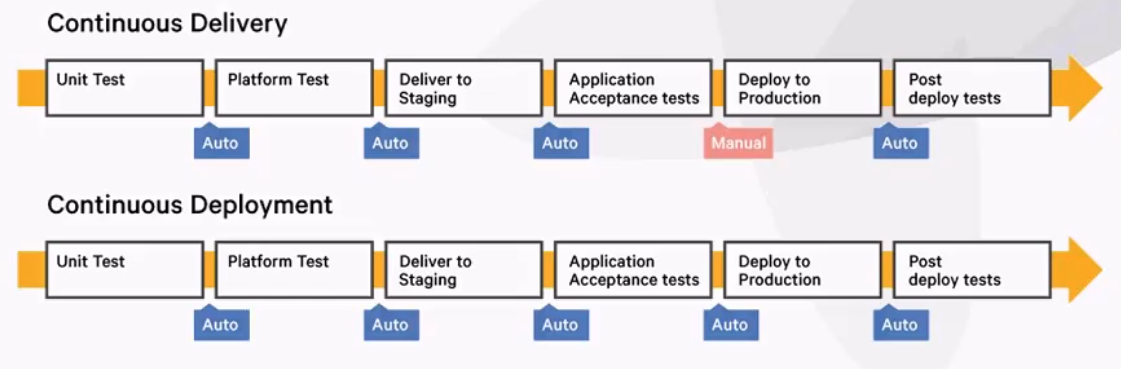 Continuous Delivery
Unit Test
Platform Test
Deliver to
Staging
Application
Acceptance tests
Deploy to
Production
Post
deploy tests
Auto
Auto
Auto
Manual
Auto
Continuous Deployment
Unit Test
Platform Test
Deliver to
Staging
Application
Acceptance tests
Deploy to
Production
Post
deploy tests
Auto
Auto
Auto
Auto
Auto